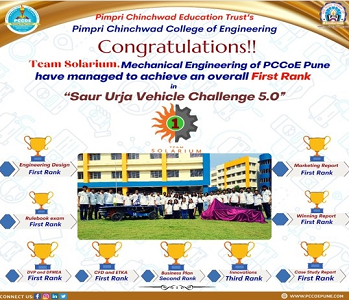 PCCOE
Pimpri Chinchwad Education Trust's
Pimpri Chinchwad College of Engineering
Congratulations!!
Team Solarium, Mechanical Engineering of PCCoE Pune
have managed to achieve an overall First Rank
in
“Saur Urja Vehicle Challenge 5.0”
1
TEAM
SOLARIUM
Engineering Design
First Rank
Marketing Report
First Rank
Rulebook exam
First Rank
Winning Report
First Rank
DVP and DFMEA
First Rank
CFD and ETKA
First Rank
Business Plan
Second Rank
Innovations
Third Rank
Case Study Report
First Rank
CONNECT US
WWW.PCCOEPUNE.COM